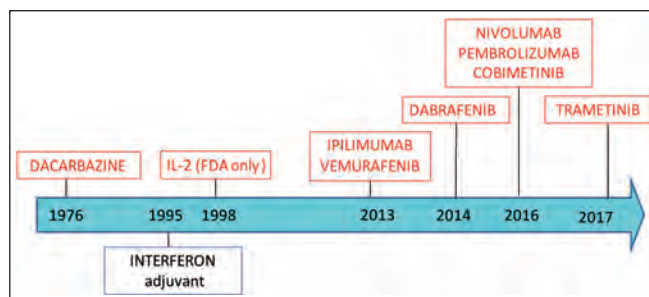 NIVOLUMAB
PEMBROLIZUMAB
COBIMETINIB
DABRAFENIB
TRAMETINIB
IPILIMUMAB
VEMURAFENIB
DACARBAZINE
IL-2 (FDA only)
1976
1995
1998
2013
2014
2016
2017
INTERFERON
adjuvant